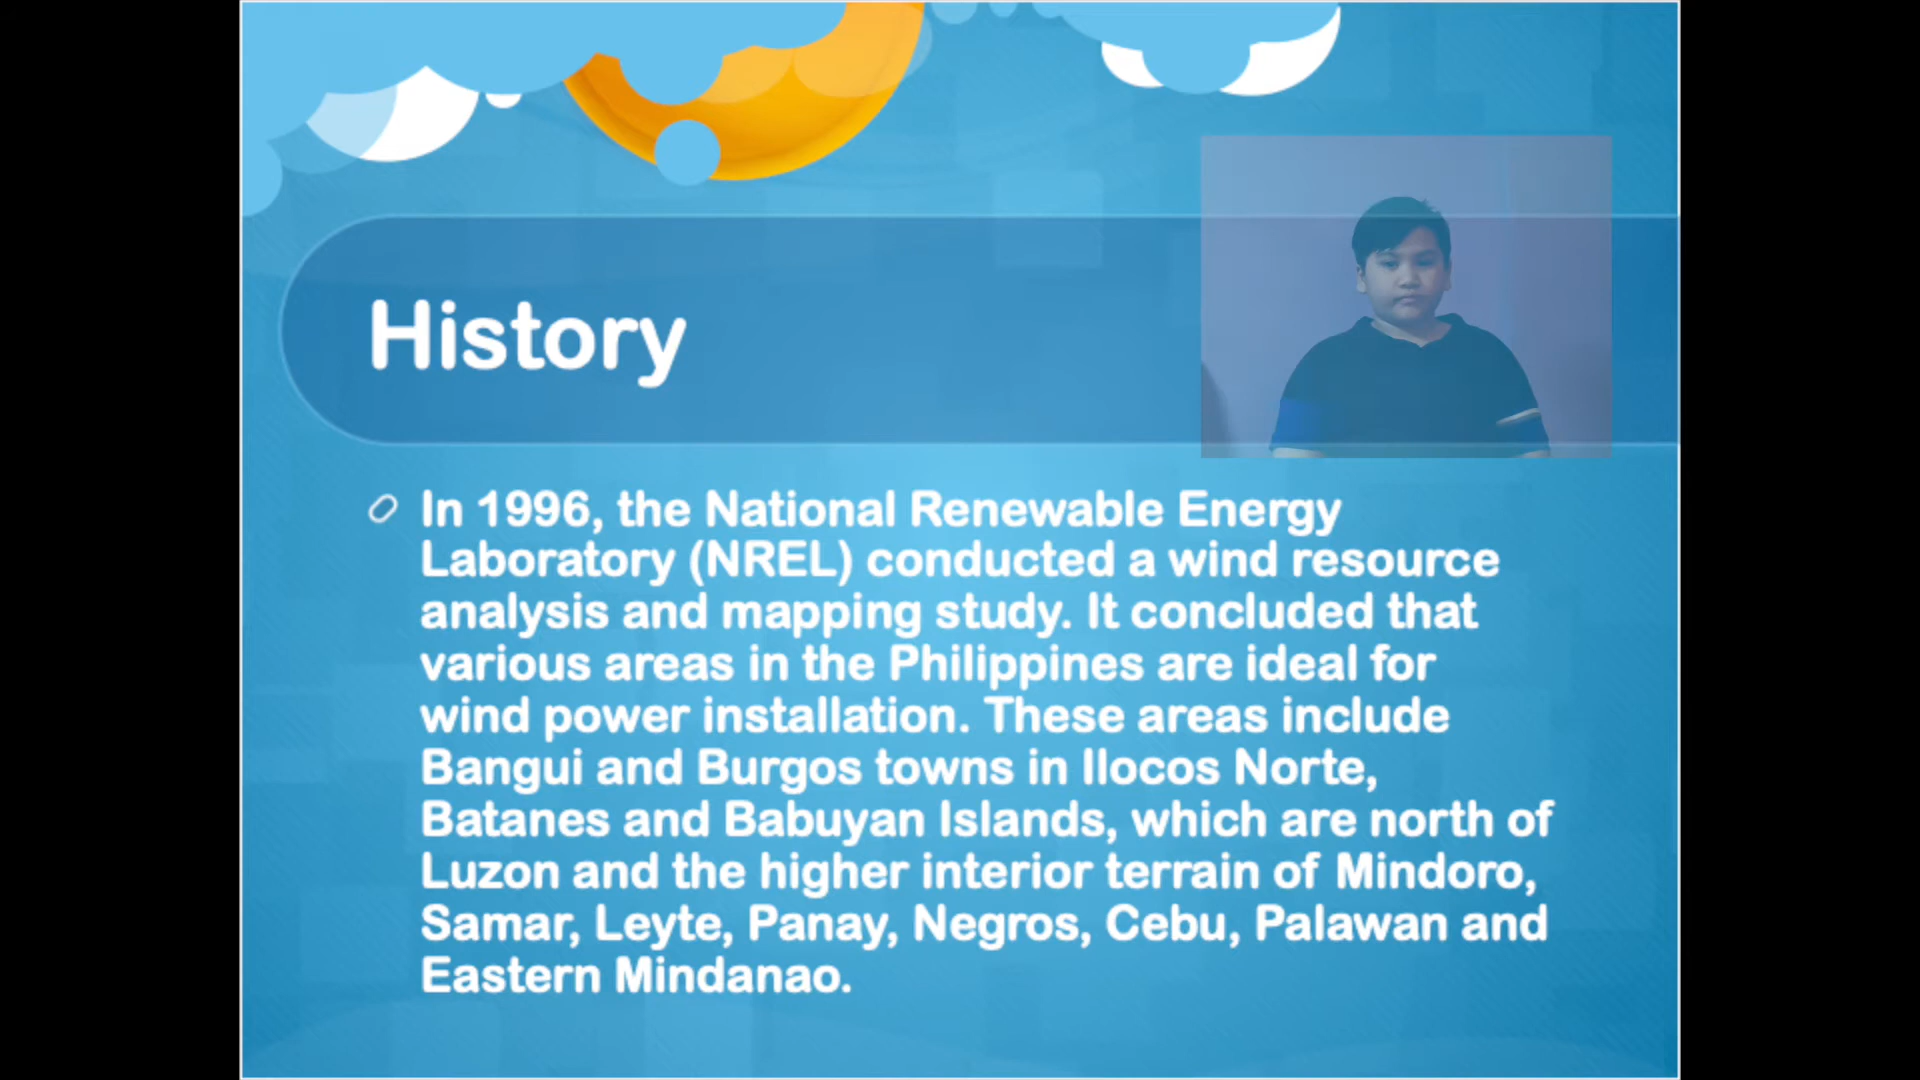 History
In 1996, the National Renewable Energy
Laboratory (NREL) conducted a wind resource
analysis and mapping study. It concluded that
various areas in the Philippines are ideal for
wind power installation. These areas include
Bangui and Burgos towns in Ilocos Norte,
Batanes and Babuyan Islands, which are north of
Luzon and the higher interior terrain of Mindoro,
Samar, Leyte, Panay, Negros, Cebu, Palawan and
Eastern Mindanao.